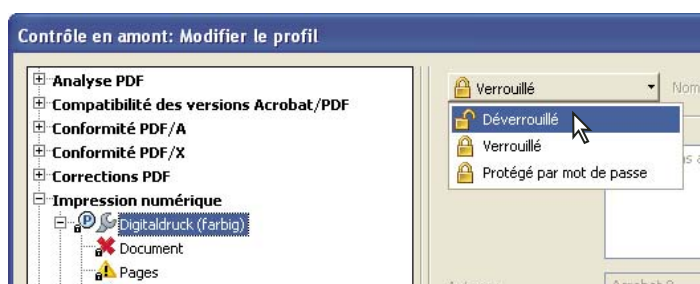 Contrôle en amont: Modifier le profil
Analyse PDF
Compatibilité des versions Acrobat/PDF
Conformité PDF/A
Conformité PDF/X
Corrections PDF
Impression numérique
Digitaldruck (farbig)
Document
Pages
Verrouillé
Nom
Déverrouillé
Verrouillé
Protégé par mot de passe